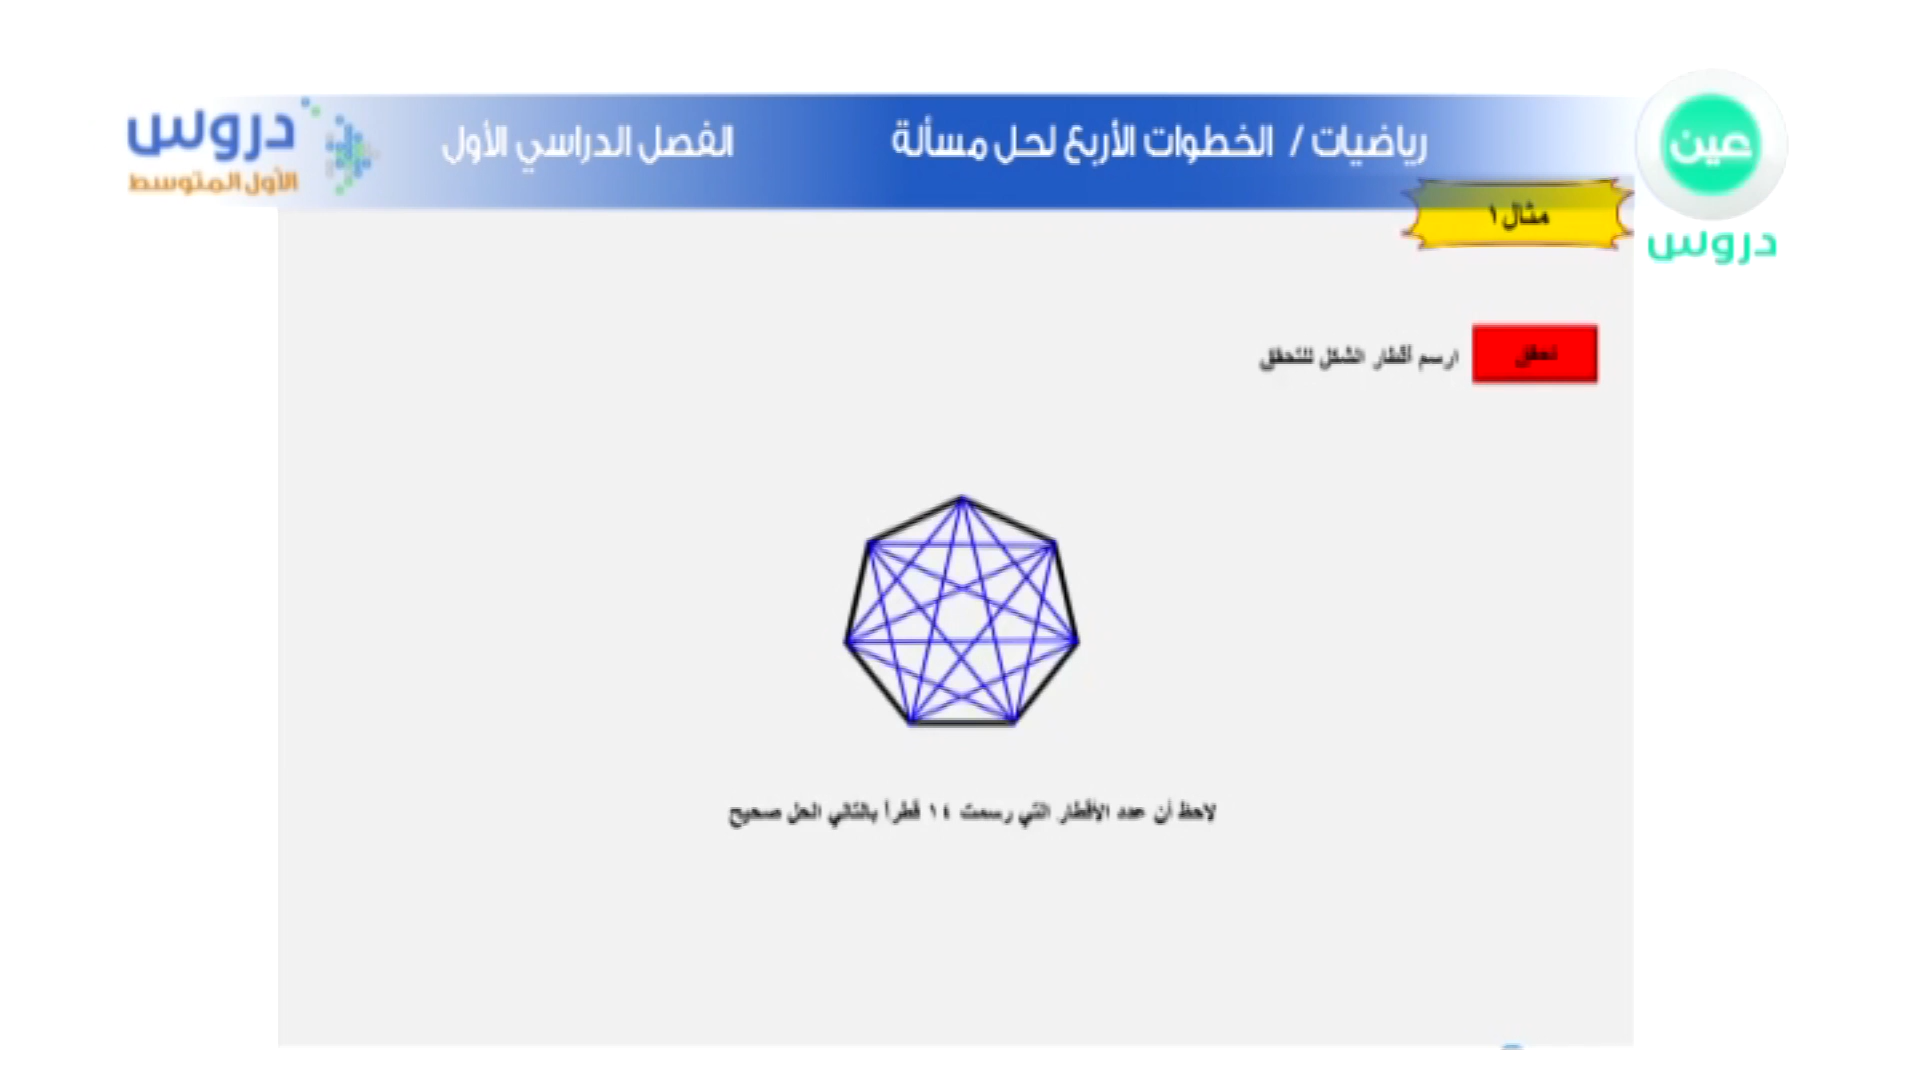 رياضيات / الخطوات الأربع لحل مسألة
الفصل الدراسي الأول
دروس
الأول المتوسط
عين
دروس
مثال ١
تحقق
ارسم أقطار الشكل للتحقق
لاحظ أن عدد الأقطار التي رسمت ١٤ قطراً بالتالي الحل صحيح